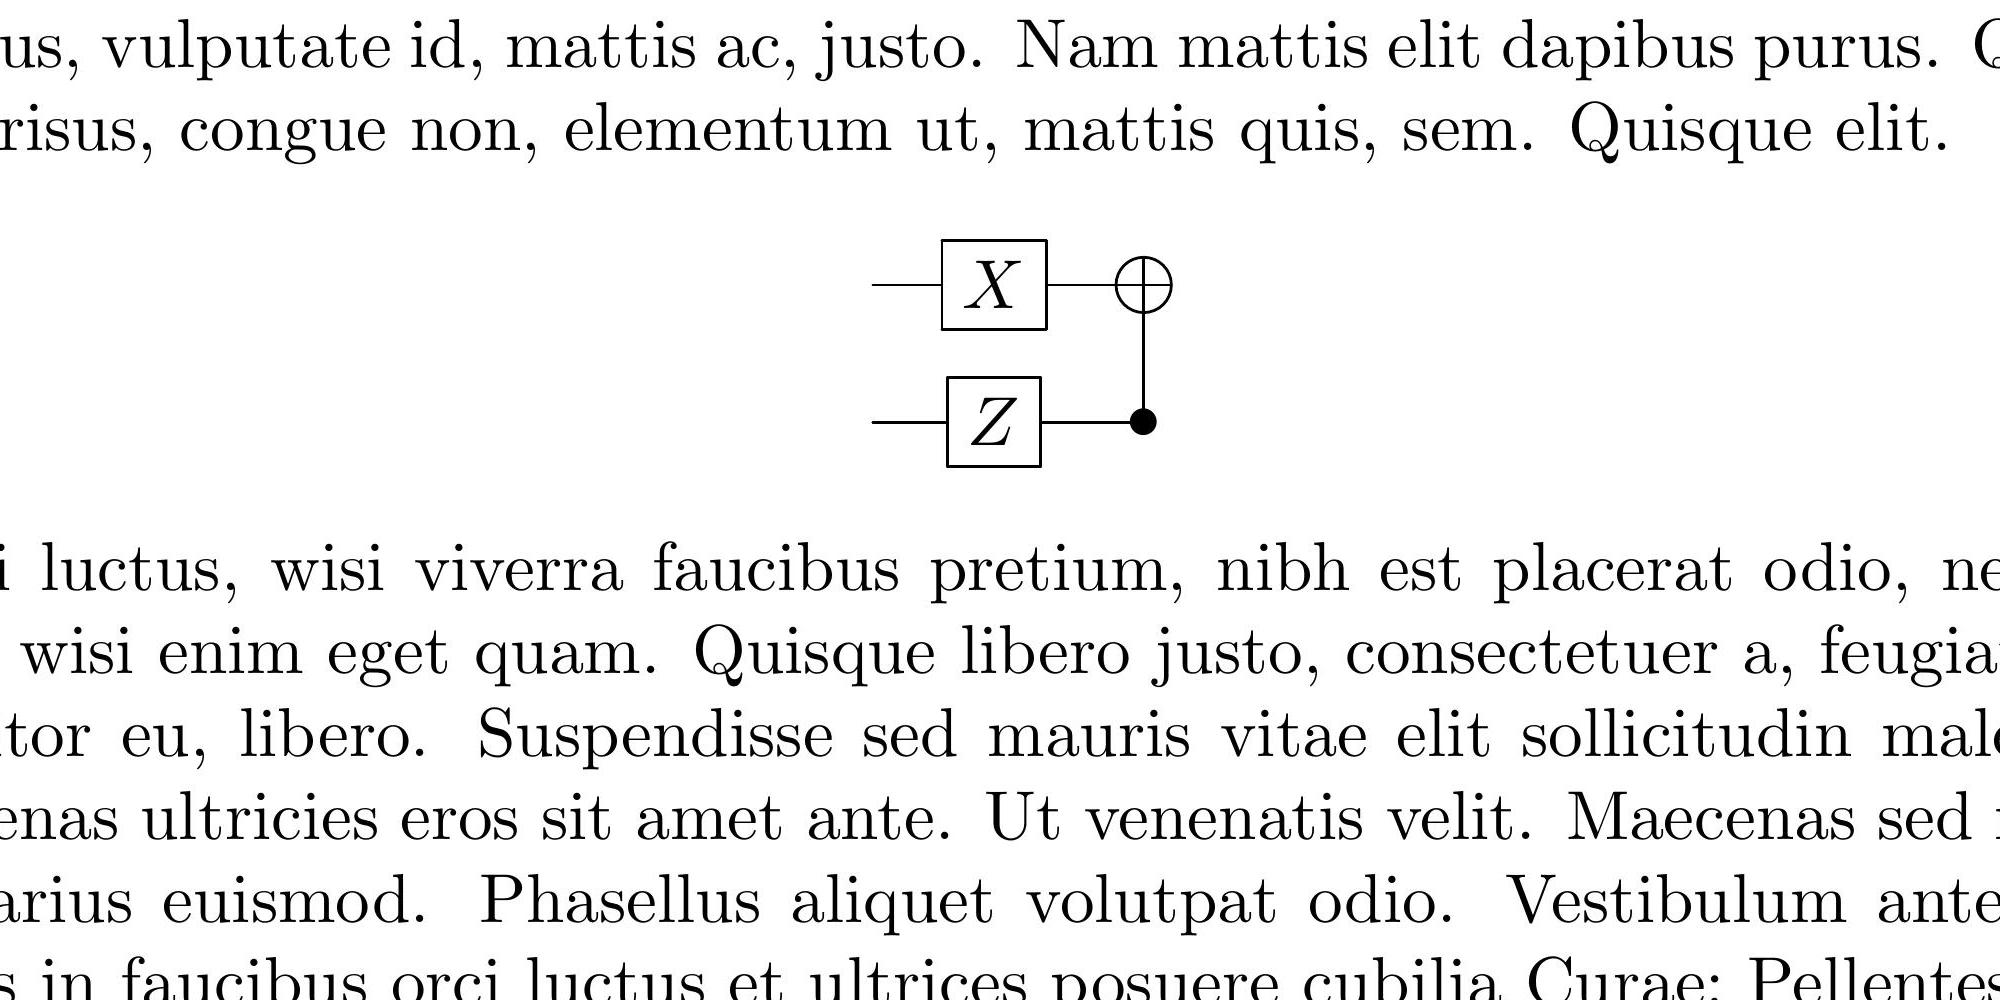 us, vulputate id, mattis ac, justo. Nam mattis elit dapibus purus. Q
risus, congue non, elementum ut, mattis quis, sem. Quisque elit.
X
Z
i luctus, wisi viverra faucibus pretium, nibh est placerat odio, ne
wisi enim eget quam. Quisque libero justo, consectetuer a, feugia
tor eu, libero. Suspendisse sed mauris vitae elit sollicitudin male
enas ultricies eros sit amet ante. Ut venenatis velit. Maecenas sed
arius euismod. Phasellus aliquet volutpat odio. Vestibulum ante
s in faucibus orci luctus et ultrices posuere cubilia Curae; Pellentes